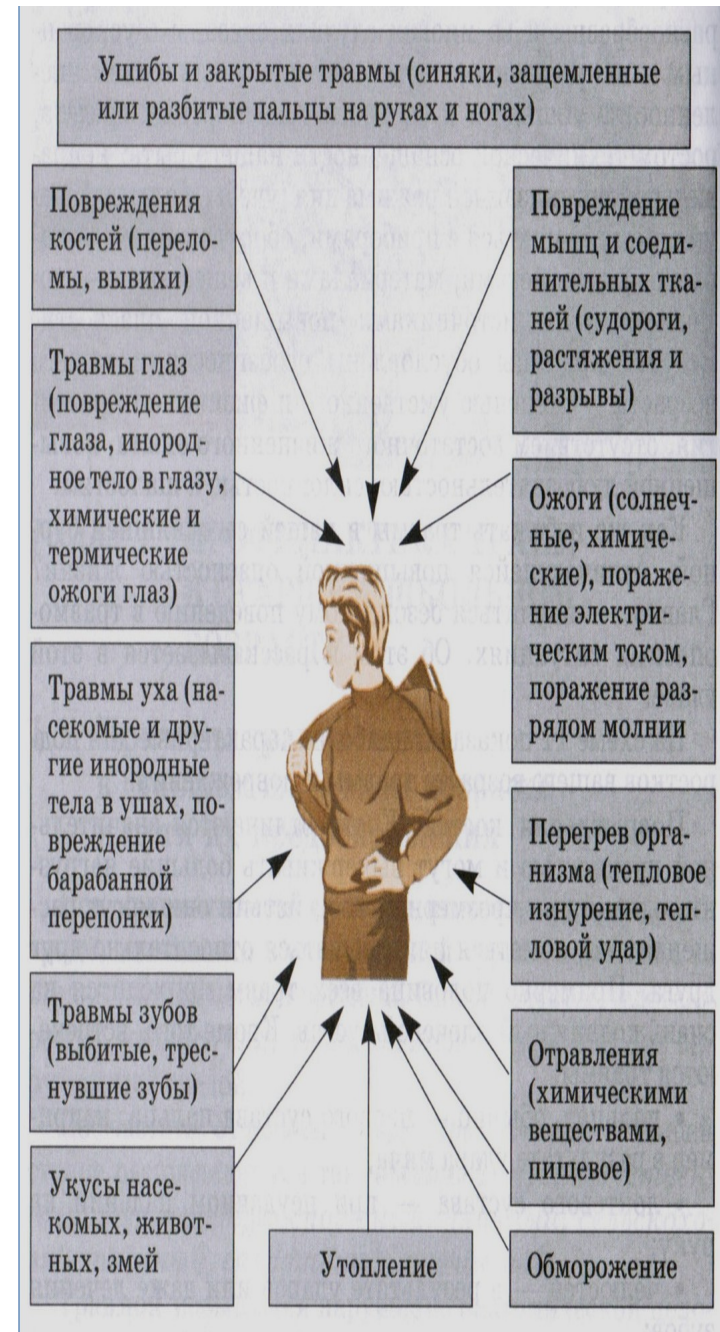 Ушибы и закрытые травмы (синяки, защемленные
или разбитые пальцы на руках и ногах)
Повреждения
костей (перело-
мы, вывихи)
Травмы глаз
(повреждение
глаза, инород-
ное тело в глазу,
химические и
термические
ожоги глаз)
Травмы уха (на-
секомые и дру-
гие инородные
тела в ушах, по-
вреждение
барабанной
перепонки)
Травмы зубов
(выбитые, трес-
нувшие зубы)
Укусы насе-
комых, живот-
ных, змей
Утопление
Повреждение
мышц и соеди-
нительных тка-
ней (судороги,
растяжения и
разрывы)
Ожоги (солнеч-
ные, химиче-
ские), пораже-
ние электри-
ческим током,
поражение раз-
рядом молнии
Перегрев орга-
низма (тепловое
изнурение, теп-
ловой удар)
Отравления
(химическими
веществами,
пищевое)
Обморожение